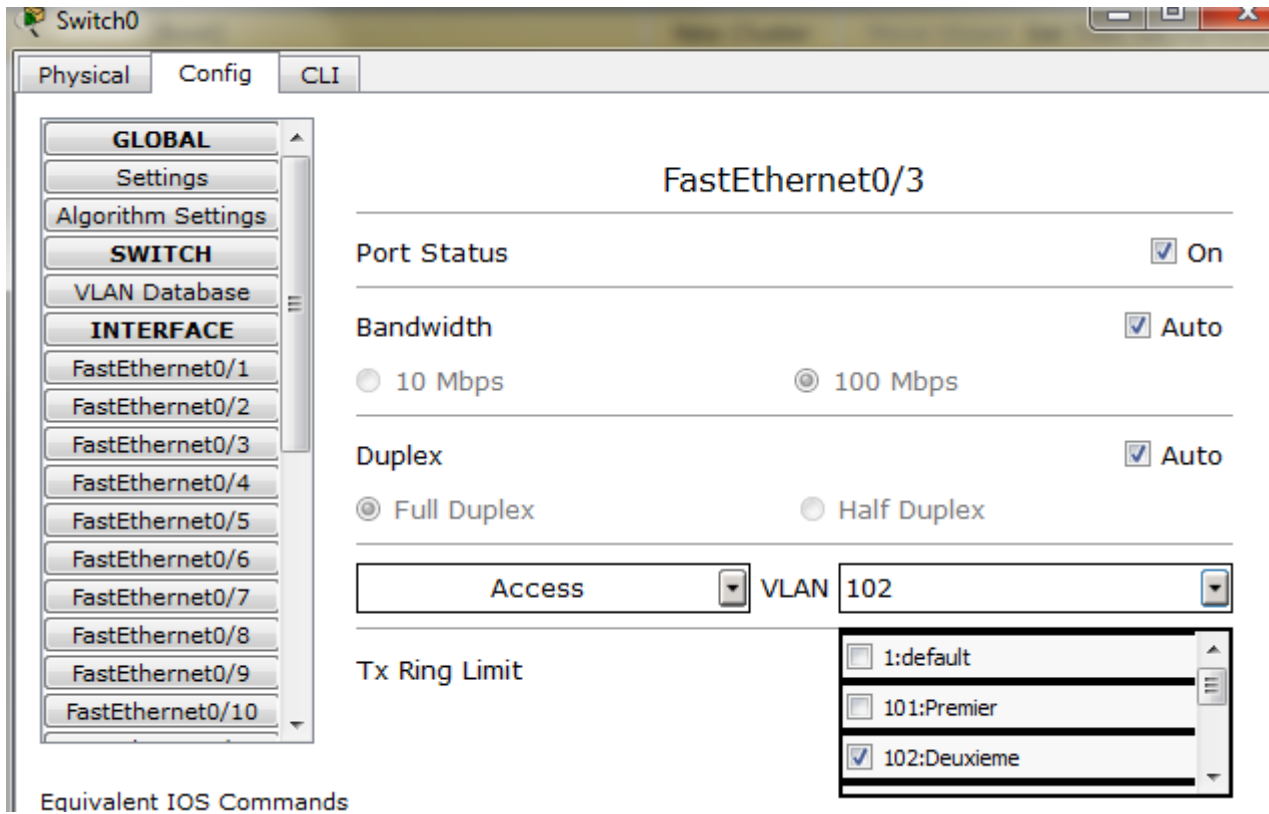 Switch0
Physical Config CLI
GLOBAL
Settings
Algorithm Settings
SWITCH
VLAN Database
INTERFACE
FastEthernet0/1
FastEthernet0/2
FastEthernet0/3
FastEthernet0/4
FastEthernet0/5
FastEthernet0/6
FastEthernet0/7
FastEthernet0/8
FastEthernet0/9
FastEthernet0/10
FastEthernet0/3
Port Status On
Bandwidth Auto
10 Mbps 100 Mbps
Duplex Auto
Full Duplex Half Duplex
Access VLAN 102
Tx Ring Limit
1:default
101:Premier
102:Deuxieme
Equivalent IOS Commands